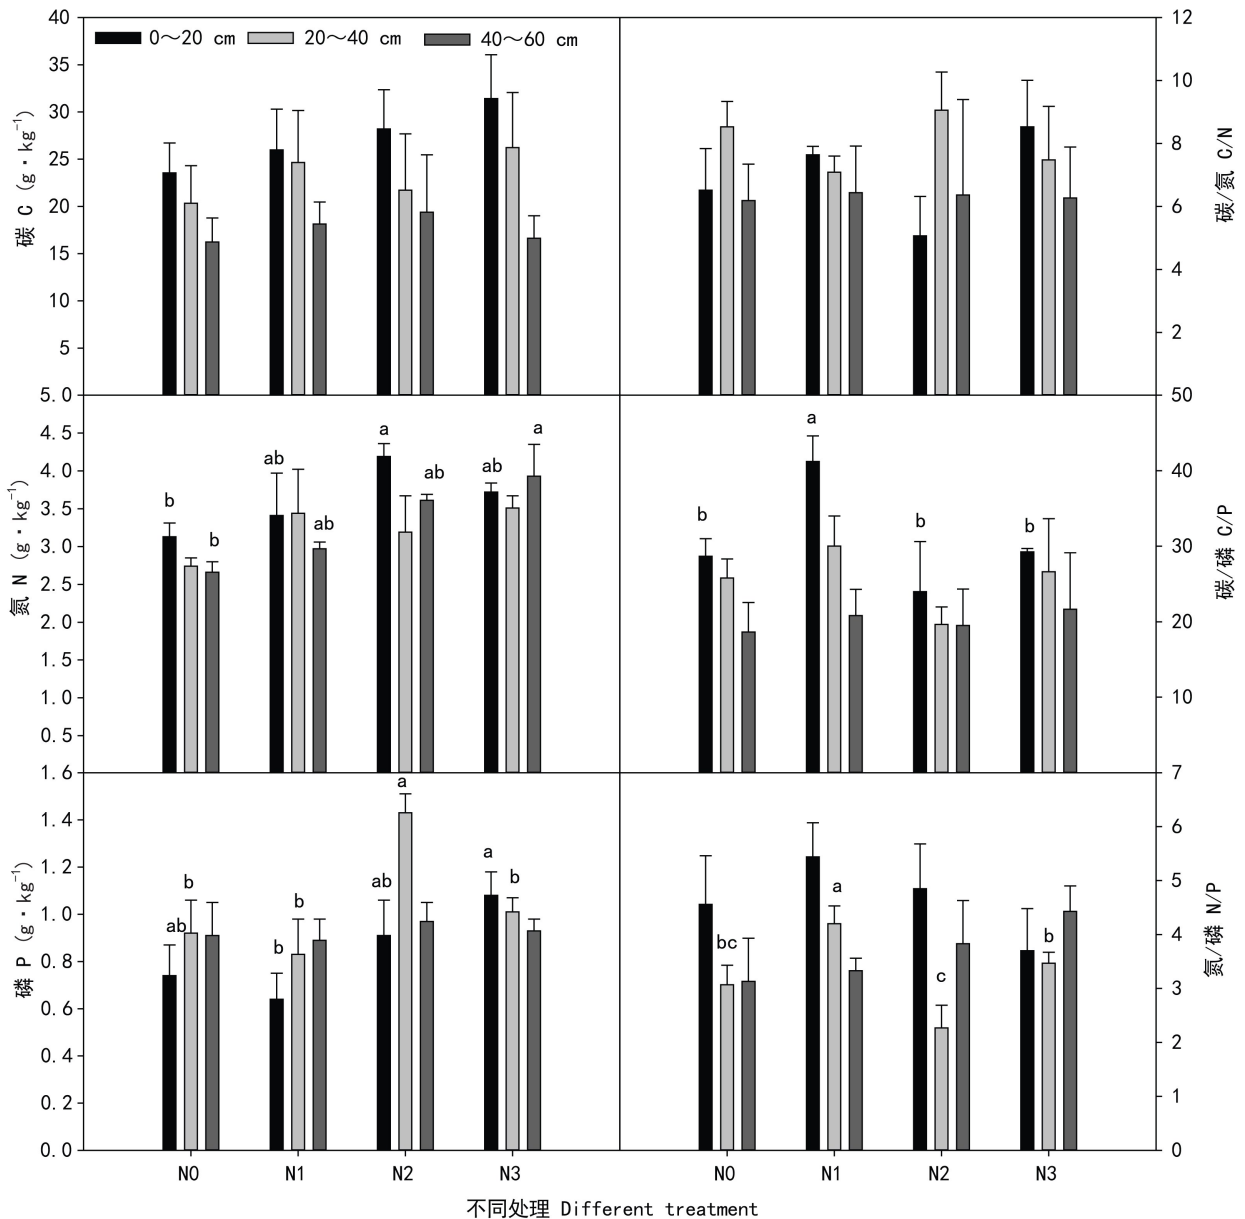 0～20 cm 20～40 cm 40～60 cm
碳 C (g·kg⁻¹)
40
35
30
25
20
15
10
5
5.0
碳/氮 C/N
12
10
8
6
4
2
50
氮 N (g·kg⁻¹)
4.5
4.0
3.5
3.0
2.5
2.0
1.5
1.0
0.5
1.6
b b
ab ab
a ab
ab a
碳/磷 C/P
40
30
20
10
7
b
a
b
b
磷 P (g·kg⁻¹)
1.4
1.2
1.0
0.8
0.6
0.4
0.2
0.0
ab b
b b
ab a
a b
氮/磷 N/P
6
5
4
3
2
1
0
bc
a
c
b
N0 N1 N2 N3 N0 N1 N2 N3
不同处理 Different treatment